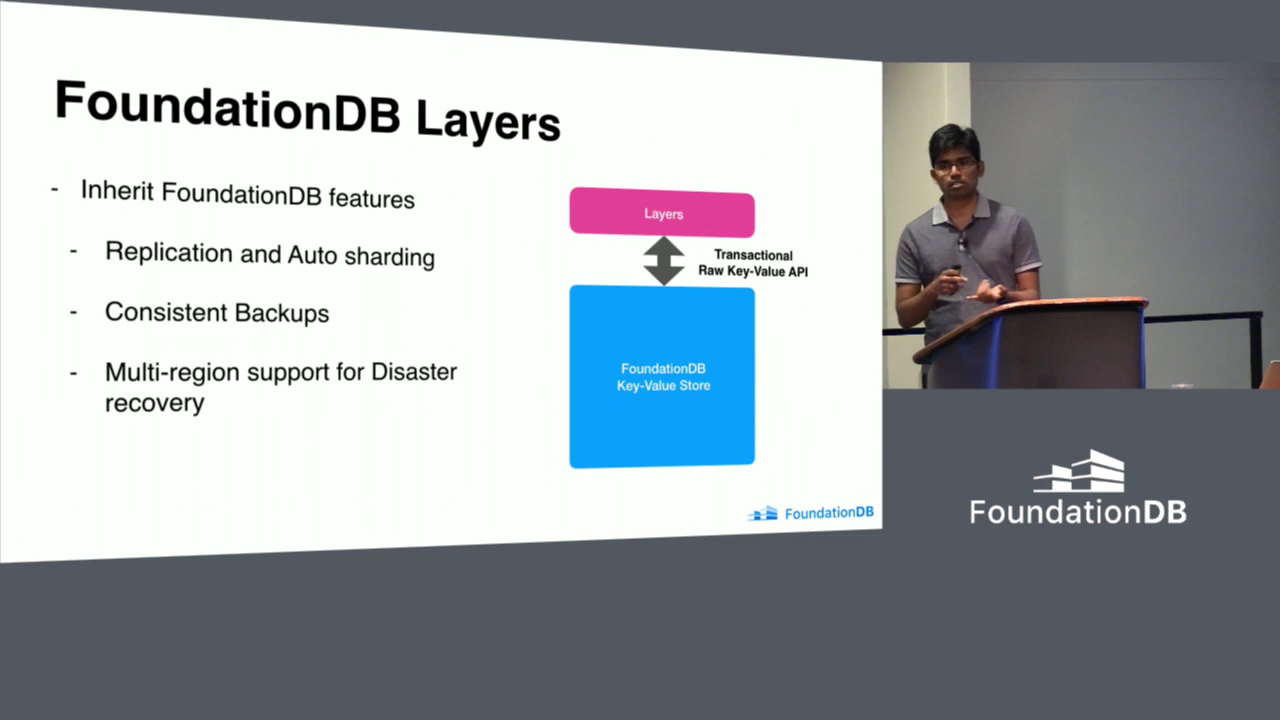 FoundationDB Layers
- Inherit FoundationDB features
- Replication and Auto sharding
- Consistent Backups
- Multi-region support for Disaster
recovery
Layers
Transactional
Raw Key-Value API
FoundationDB
Key-Value Store
FoundationDB
FoundationDB